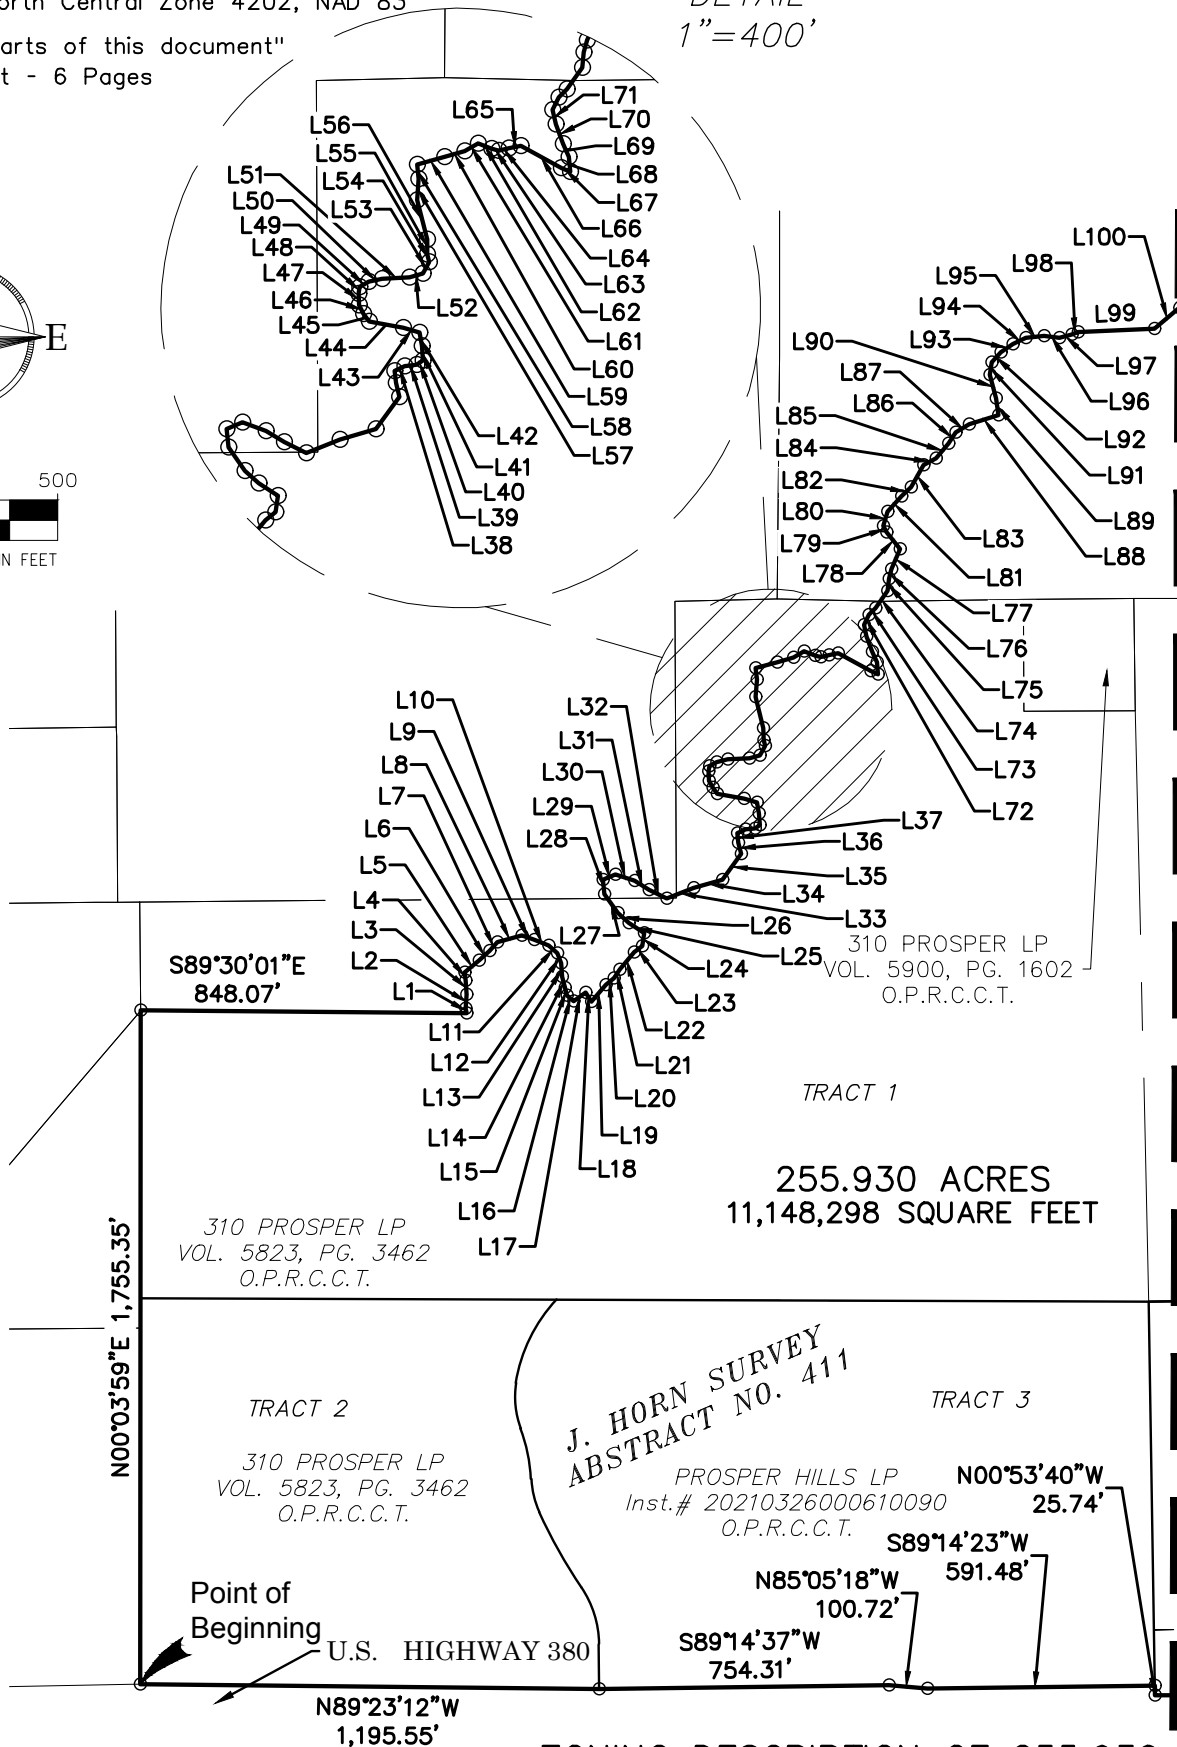 orth Central Zone 4202, NAD 83
arts of this document"
t - 6 Pages
DETAIL
1"=400'
E
500
N FEET
L71
L70
L69
L68
L67
L66
L65
L64
L63
L62
L61
L60
L59
L58
L57
L56
L55
L54
L53
L51
L50
L49
L48
L47
L46
L45
L44
L43
L52
L42
L41
L40
L39
L38
L100
L98
L95
L99
L94
L93
L90
L97
L96
L87
L86
L85
L84
L92
L91
L82
L80
L79
L89
L88
L83
L78
L81
L77
L76
L75
L74
L73
L72
L37
L36
L35
L34
L33
L32
L31
L30
L29
L28
L10
L9
L8
L7
L6
L5
L4
L3
L2
L1
L27
L26
L25
L24
L23
L22
L21
L20
L19
L18
L11
L12
L13
L14
L15
L16
L17
S89°30'01"E
848.07'
310 PROSPER LP
VOL. 5900, PG. 1602
O.P.R.C.C.T.
TRACT 1
255.930 ACRES
11,148,298 SQUARE FEET
310 PROSPER LP
VOL. 5823, PG. 3462
O.P.R.C.C.T.
N00°03'59"E 1,755.35'
TRACT 2
310 PROSPER LP
VOL. 5823, PG. 3462
O.P.R.C.C.T.
J. HORN SURVEY
ABSTRACT NO. 411
TRACT 3
PROSPER HILLS LP
Inst.# 20210326000610090
O.P.R.C.C.T.
N00°53'40"W
25.74'
S89°14'23"W
591.48'
N85°05'18"W
100.72'
S89°14'37"W
754.31'
Point of
Beginning
U.S. HIGHWAY 380
N89°23'12"W
1,195.55'